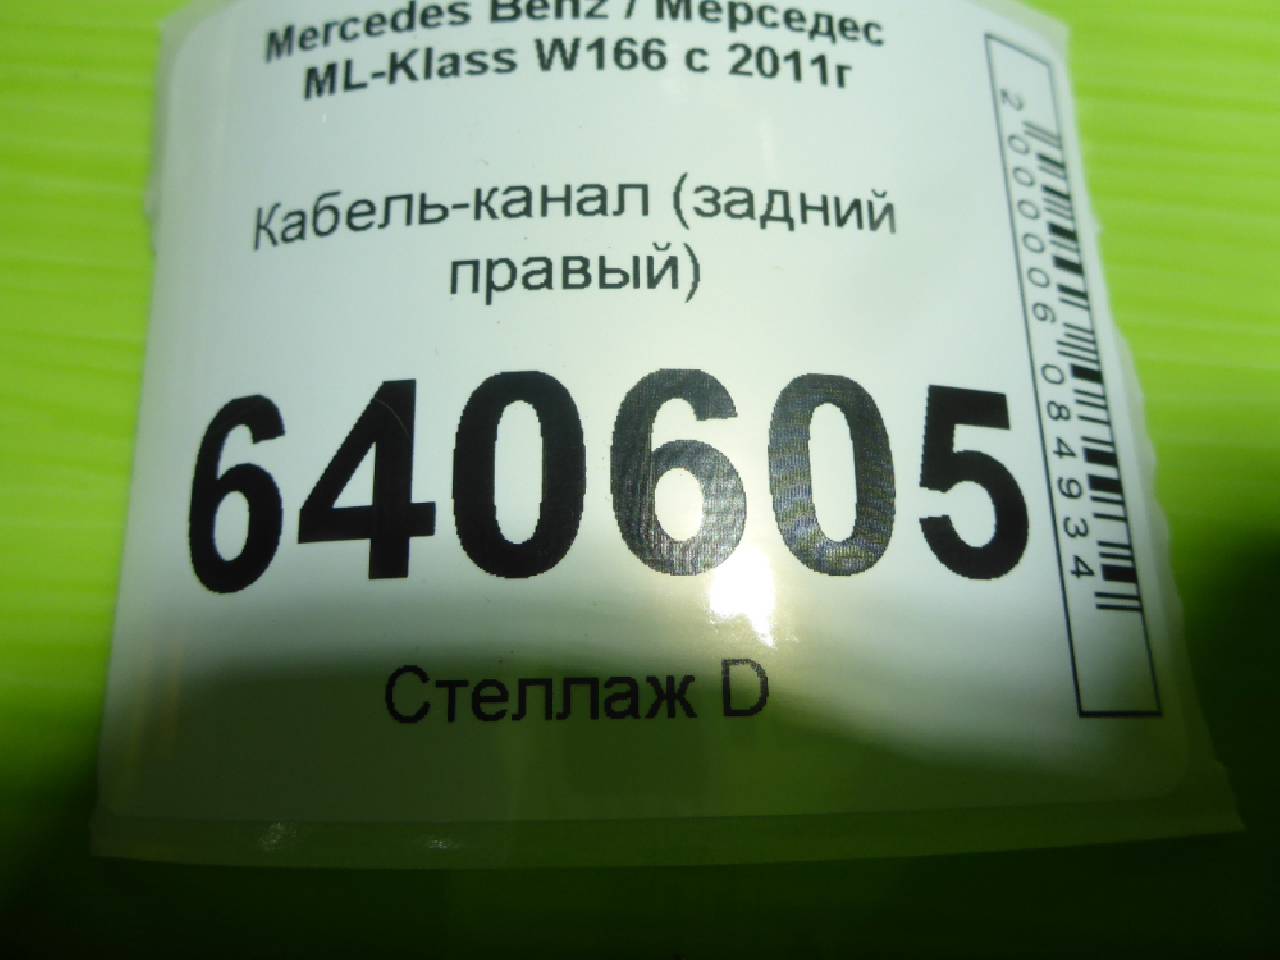 Mercedes Benz / Мерседес
ML-Klass W166 с 2011г
Кабель-канал (задний
правый)
640605
Стеллаж D
2000006084934